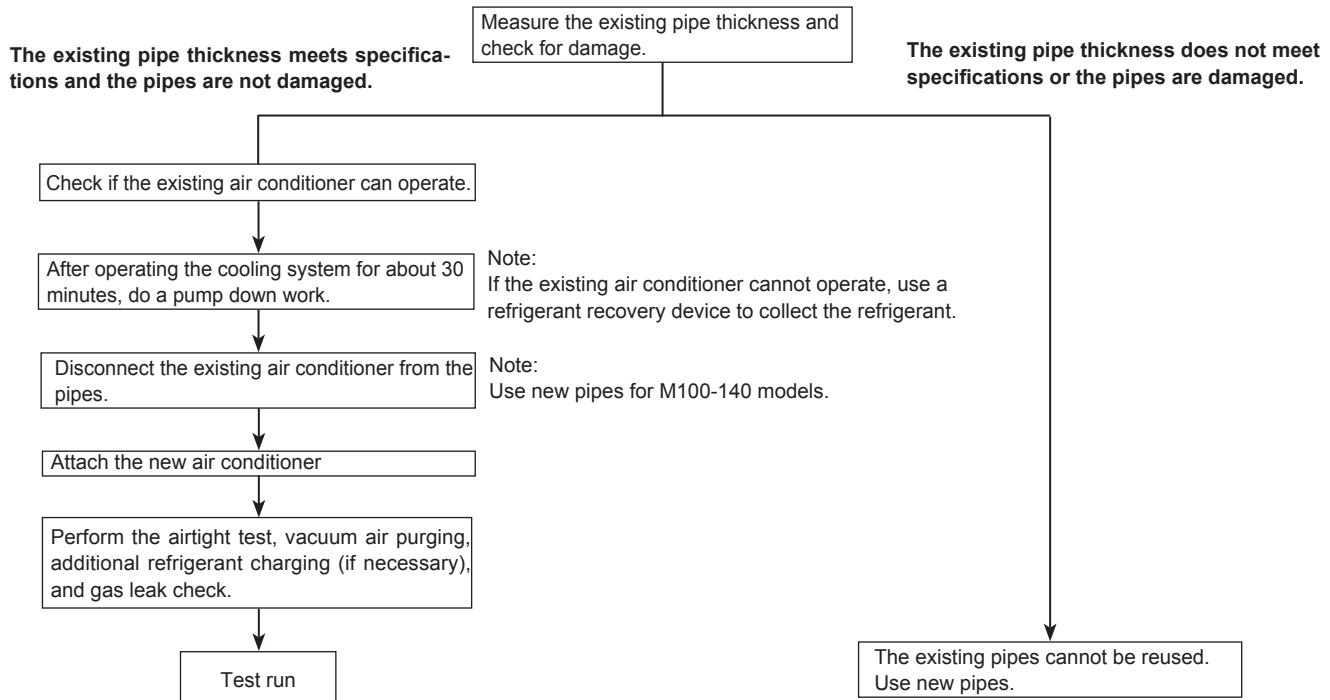 Measure the existing pipe thickness and
check for damage.
The existing pipe thickness meets specifica-
tions and the pipes are not damaged.
The existing pipe thickness does not meet
specifications or the pipes are damaged.
Check if the existing air conditioner can operate.
After operating the cooling system for about 30
minutes, do a pump down work.
Note:
If the existing air conditioner cannot operate, use a
refrigerant recovery device to collect the refrigerant.
Disconnect the existing air conditioner from the
pipes.
Note:
Use new pipes for M100-140 models.
Attach the new air conditioner
Perform the airtight test, vacuum air purging,
additional refrigerant charging (if necessary),
and gas leak check.
Test run
The existing pipes cannot be reused.
Use new pipes.